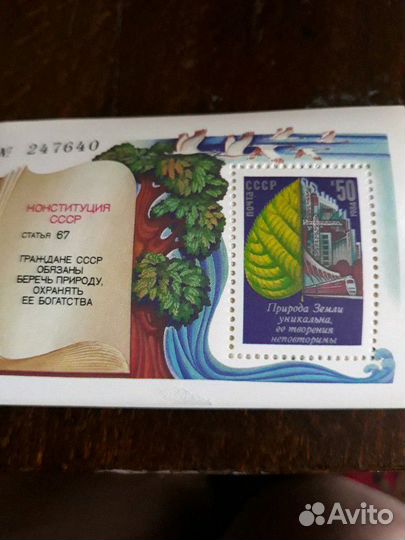 № 247640
КОНСТИТУЦИЯ
СССР
СТАТЬЯ 67
ГРАЖДАНЕ СССР
ОБЯЗАНЫ
БЕРЕЧЬ ПРИРОДУ,
ОХРАНЯТЬ
ЕЕ БОГАТСТВА
ПОЧТА СССР
К50
1984
Природа Земли
уникальна,
ее творения
неповторимы
Avito